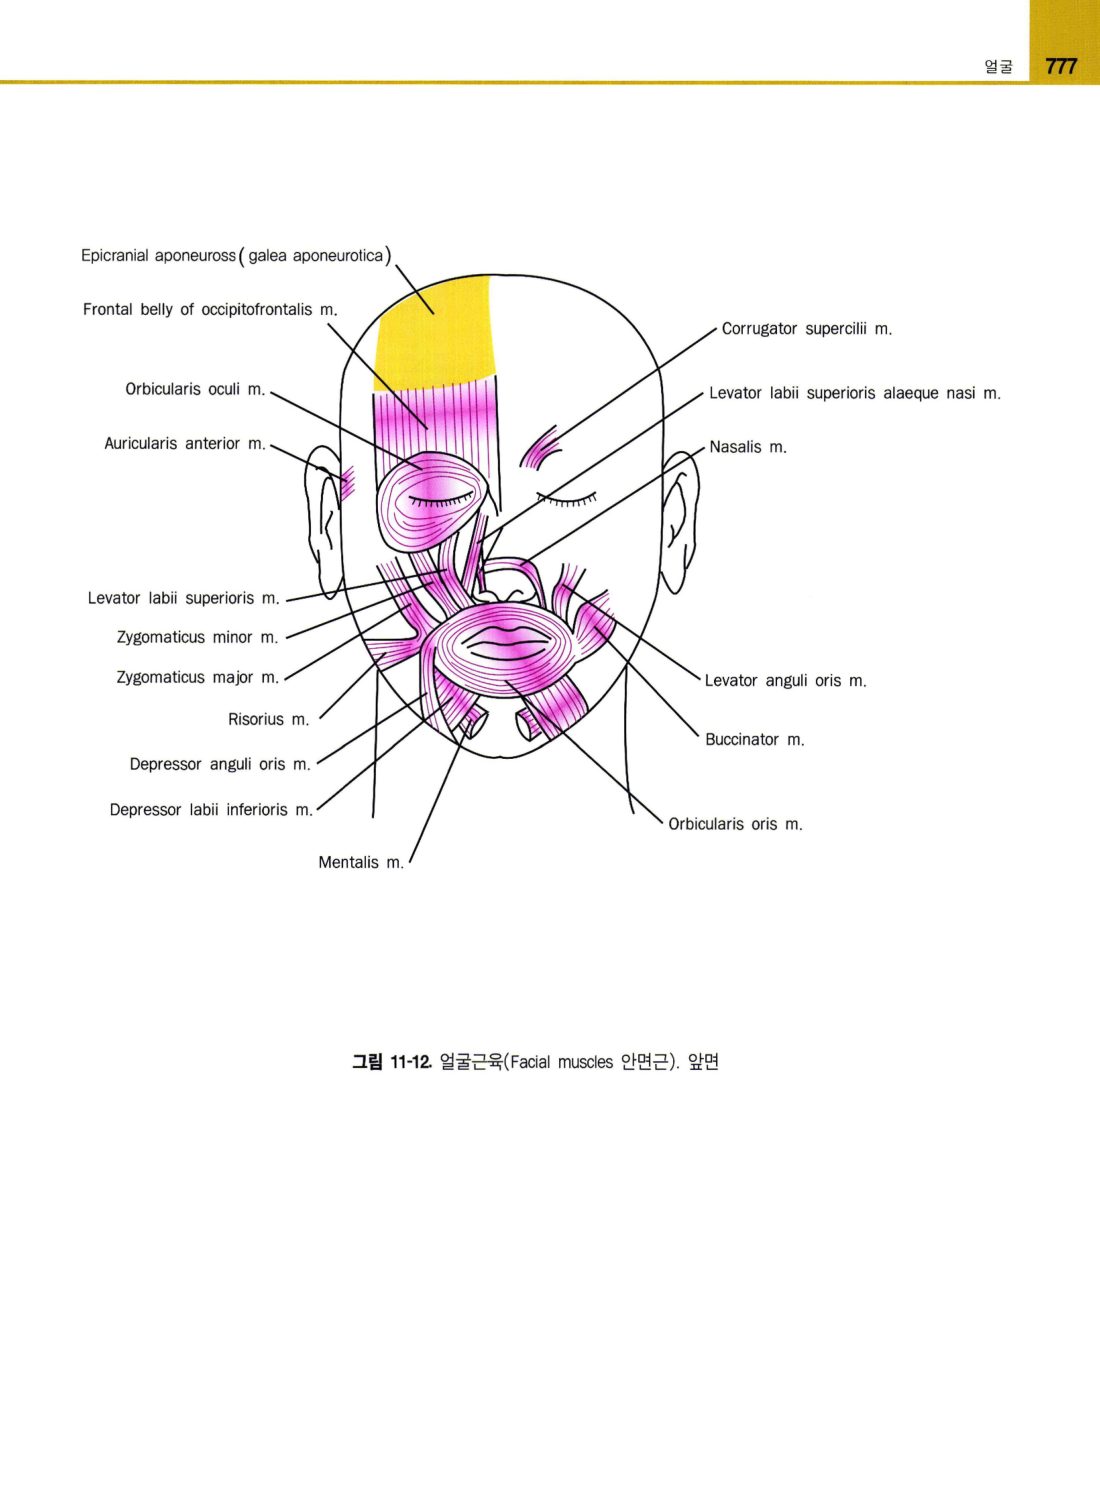 얼굴 777
Epicranial aponeuross(galea aponeurotica)
Frontal belly of occipitofrontalis m.
Orbicularis oculi m.
Auricularis anterior m.
Levator labii superioris m.
Zygomaticus minor m.
Zygomaticus major m.
Risorius m.
Depressor anguli oris m.
Depressor labii inferioris m.
Mentalis m.
Corrugator supercilii m.
Levator labii superioris alaeque nasi m.
Nasalis m.
Levator anguli oris m.
Buccinator m.
Orbicularis oris m.
그림 11-12. 얼굴근육(Facial muscles 안면근). 앞면